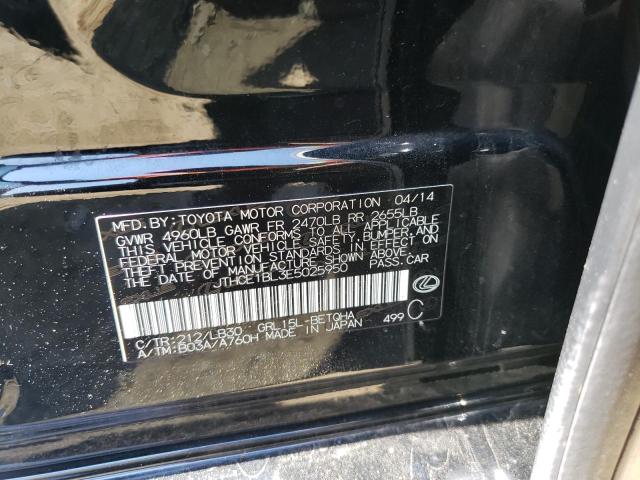 MFD. BY: TOYOTA MOTOR CORPORATION 04/14
GVWR 4960LB GAWR FR 2470LB RR 2655LB
THIS VEHICLE CONFORMS TO ALL APPLICABLE
FEDERAL MOTOR VEHICLE SAFETY, BUMPER, AND
THEFT PREVENTION STANDARDS IN EFFECT ON
THE DATE OF MANUFACTURE SHOWN ABOVE.
JTHCE1BL3E5025950 PASS.CAR
C/TR:212/LB30 GRL15L-BETQHA 499 C
A/TM:B03A/A760H MADE IN JAPAN